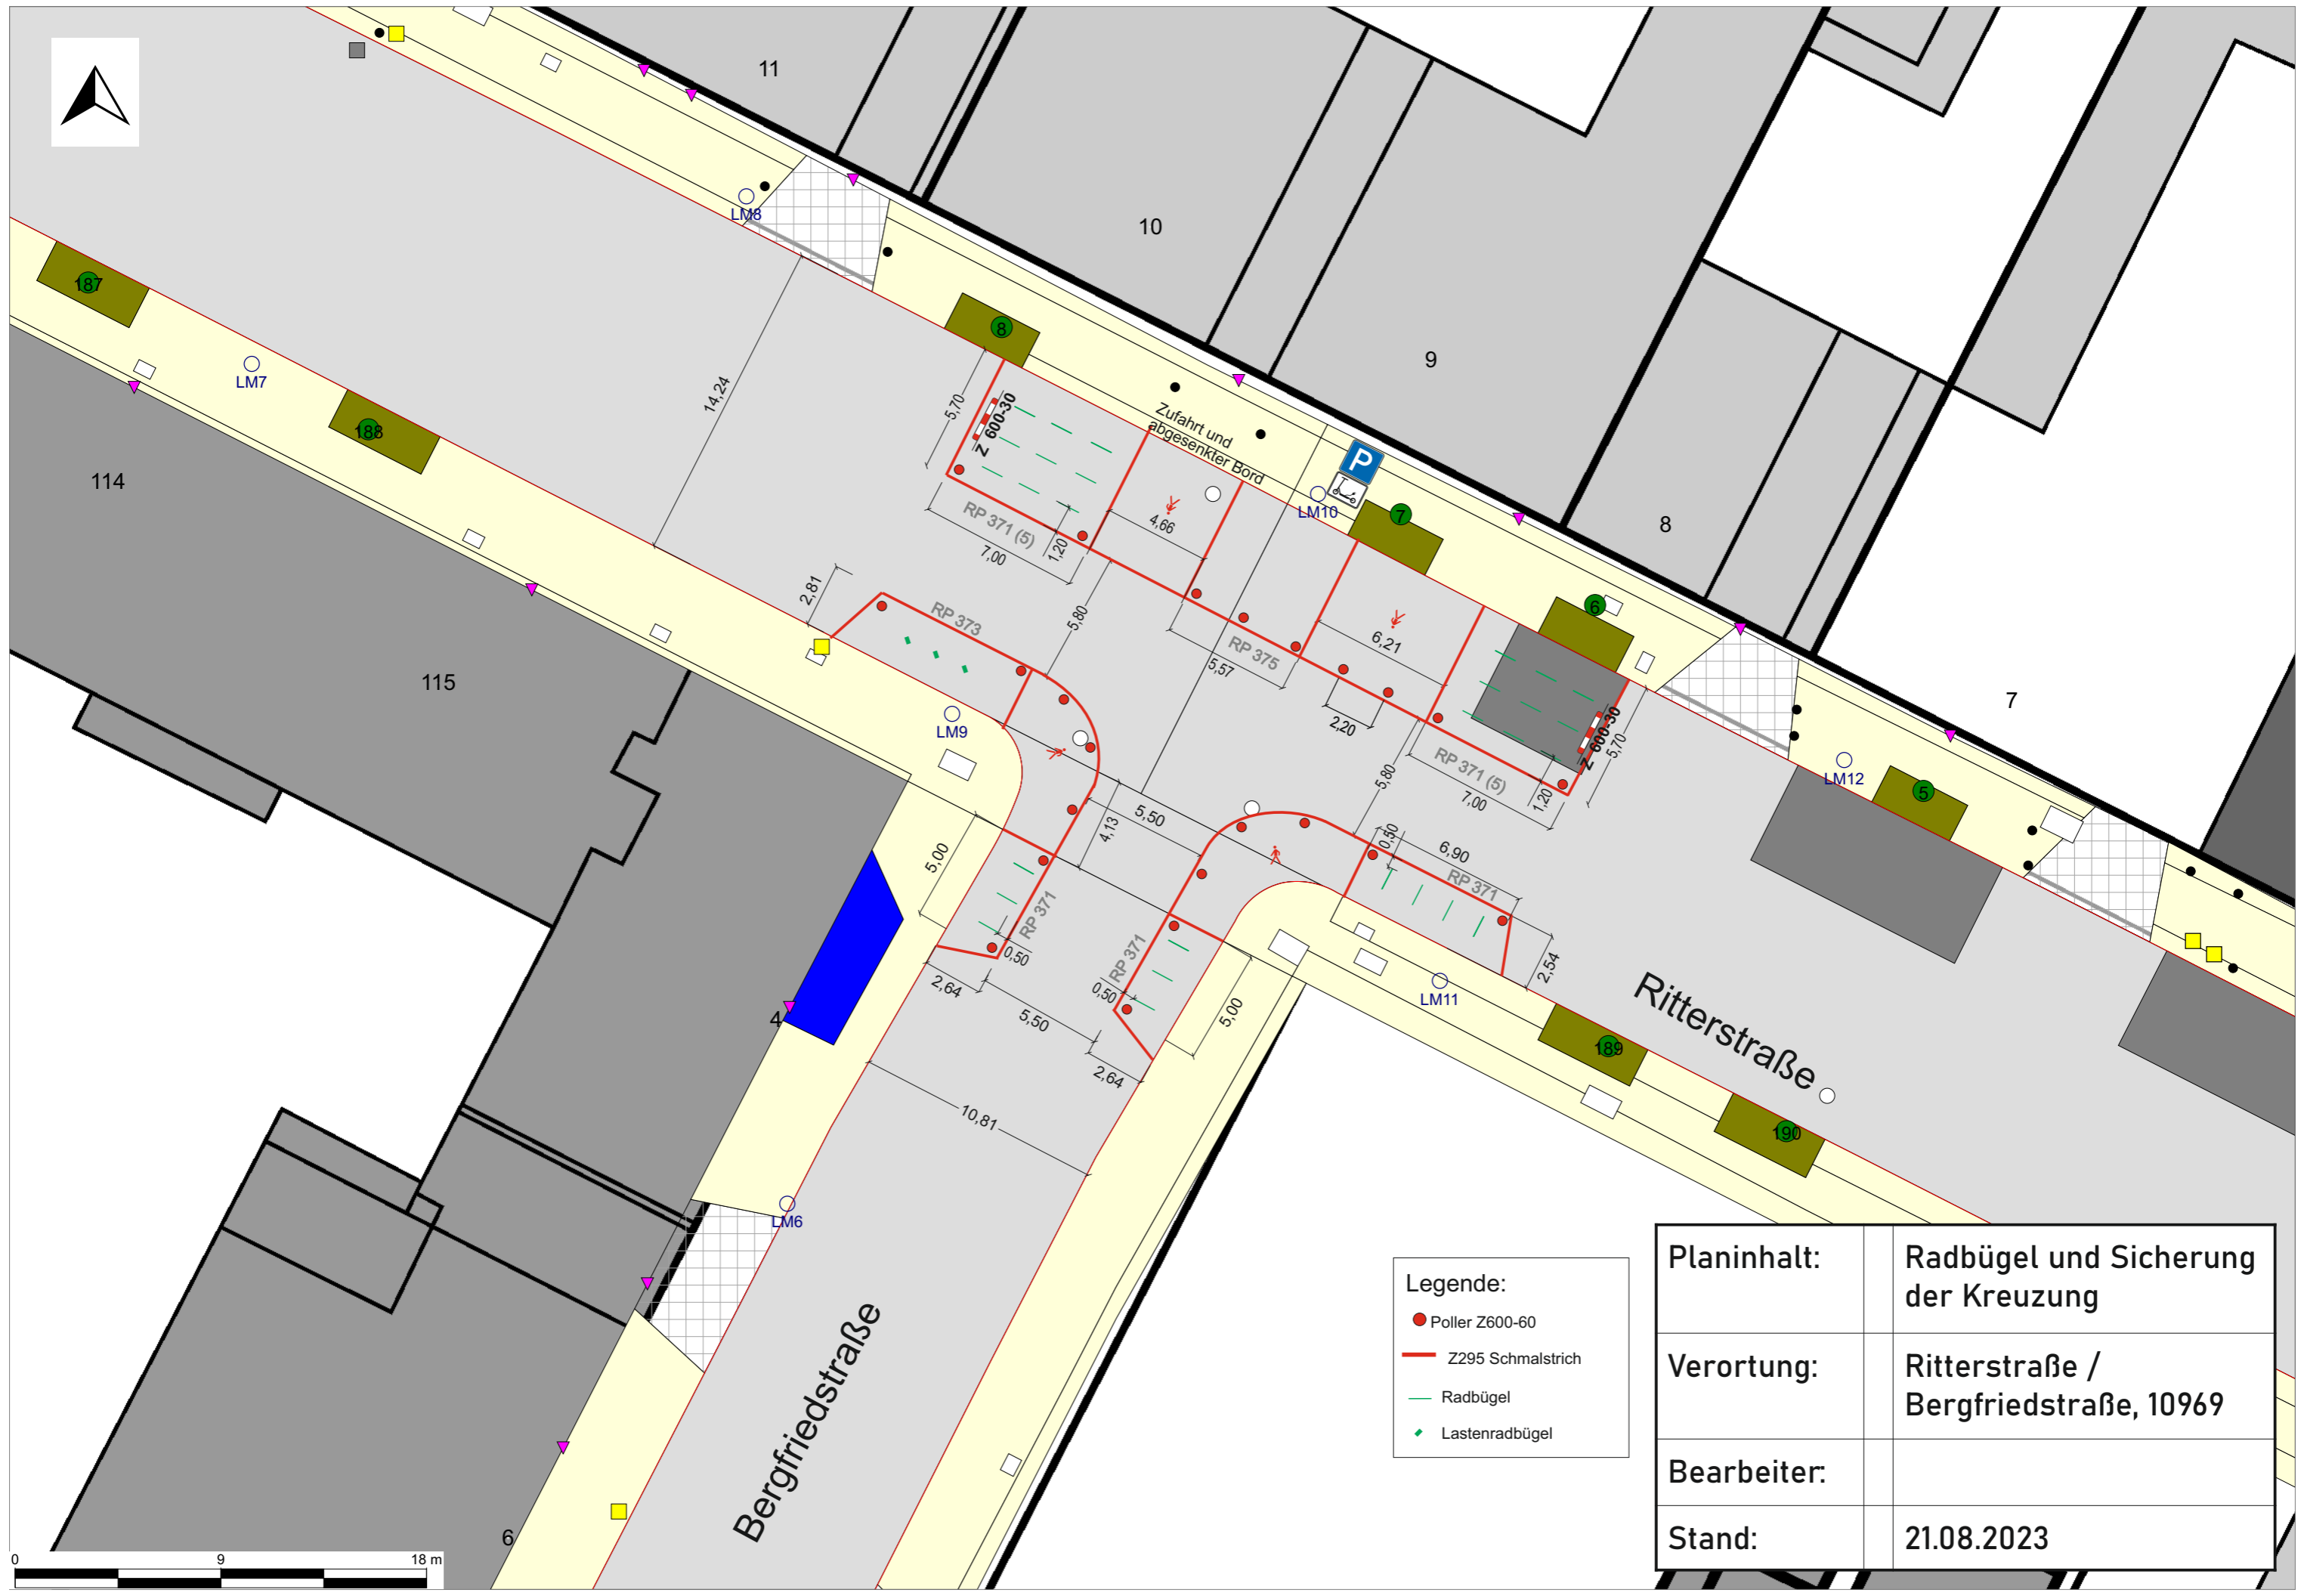 11
10
9
8
7
LM8
187
LM7
188
114
115
8
14,24
5,70
Z 600-30
Zufahrt und
abgesenkter Bord
P
LM10
7
6
RP 371 (5)
7,00
1,20
4,66
2,81
RP 373
5,80
RP 375
5,57
6,21
2,20
LM9
5,80
RP 371 (5)
7,00
1,20
Z 600-30
5,70
LM12
5
5,00
4,13
5,50
0,50
6,90
RP 371
RP 371
0,50
2,64
5,50
RP 371
0,50
2,64
5,00
2,54
LM11
4
10,81
189
190
Ritterstraße
LM6
Bergfriedstraße
6
0 9 18 m
Legende:
Poller Z600-60
Z295 Schmalstrich
Radbügel
Lastenradbügel
Planinhalt: Radbügel und Sicherung
der Kreuzung
Verortung: Ritterstraße /
Bergfriedstraße, 10969
Bearbeiter:
Stand: 21.08.2023